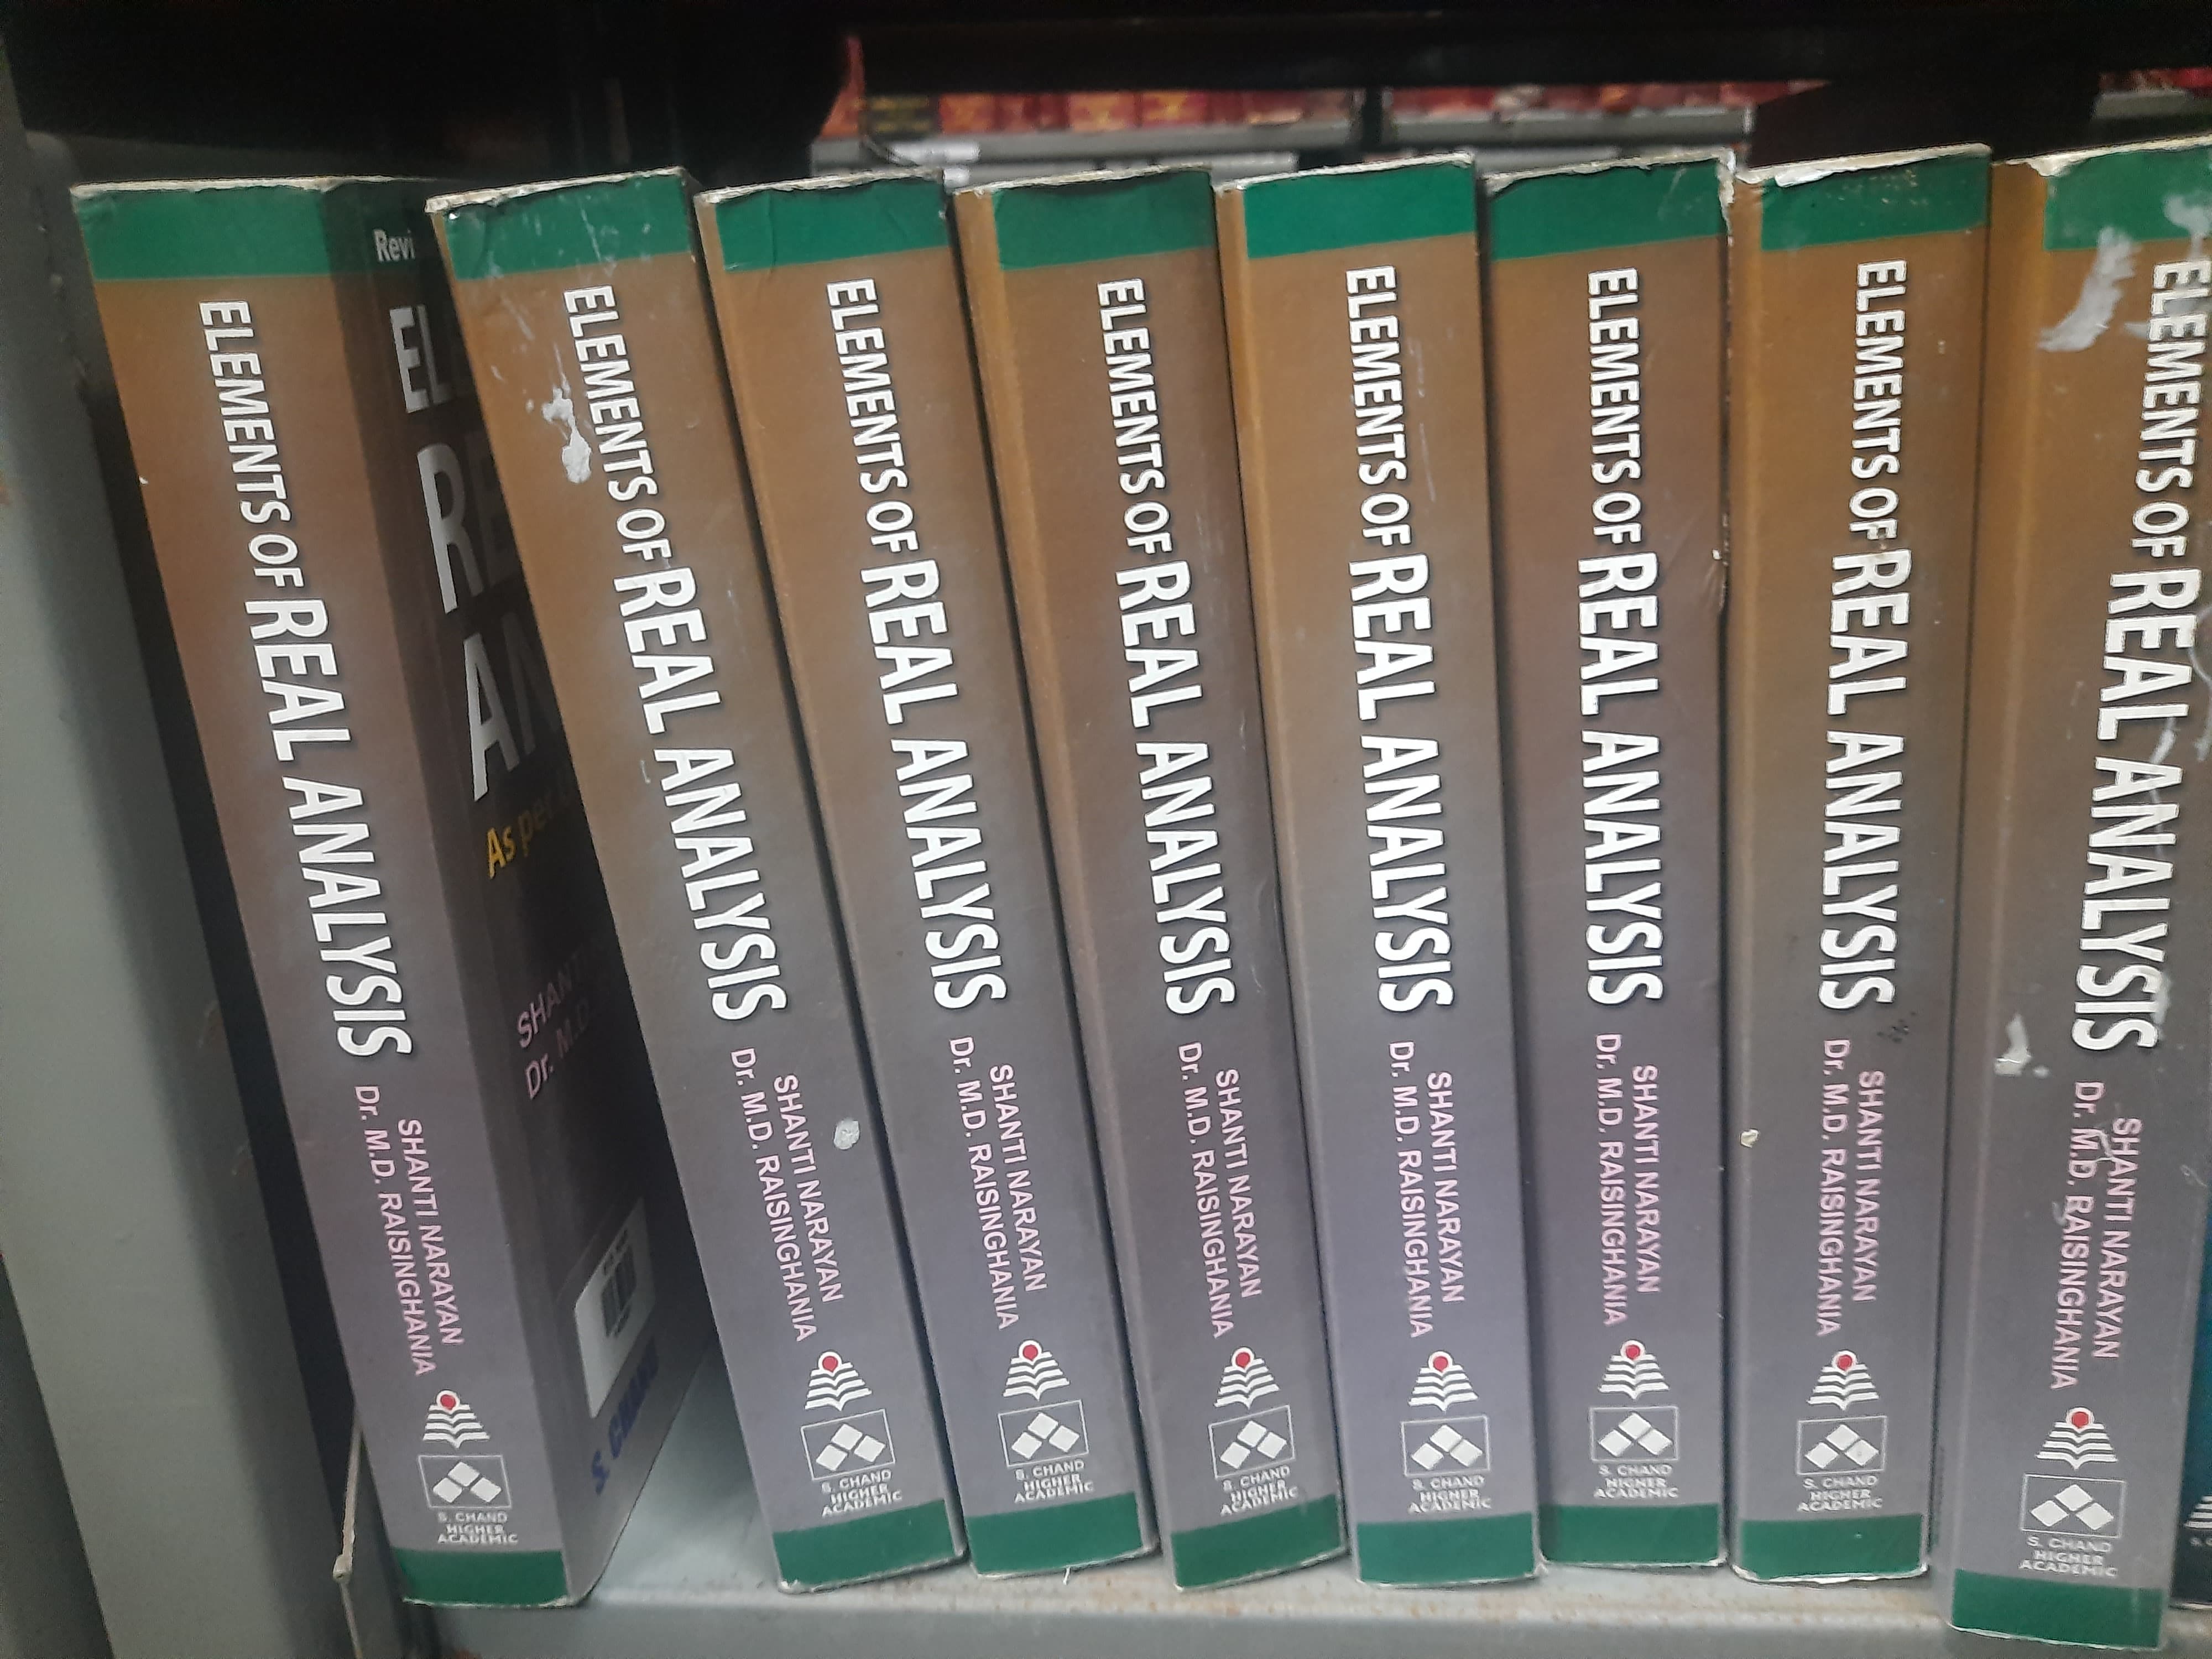 ELEMENTS OF REAL ANALYSIS
SHANTI NARAYAN
Dr. M.D. RAISINGHANIA
S. CHAND
HIGHER
ACADEMIC
Revi
EL
RE
AN
As per
SHANTI
Dr. M.D.
S. CHAND
ELEMENTS OF REAL ANALYSIS
SHANTI NARAYAN
Dr. M.D. RAISINGHANIA
S. CHAND
HIGHER
ACADEMIC
ELEMENTS OF REAL ANALYSIS
SHANTI NARAYAN
Dr. M.D. RAISINGHANIA
S. CHAND
HIGHER
ACADEMIC
ELEMENTS OF REAL ANALYSIS
SHANTI NARAYAN
Dr. M.D. RAISINGHANIA
S. CHAND
HIGHER
ACADEMIC
ELEMENTS OF REAL ANALYSIS
SHANTI NARAYAN
Dr. M.D. RAISINGHANIA
S. CHAND
HIGHER
ACADEMIC
ELEMENTS OF REAL ANALYSIS
SHANTI NARAYAN
Dr. M.D. RAISINGHANIA
S. CHAND
HIGHER
ACADEMIC
ELEMENTS OF REAL ANALYSIS
SHANTI NARAYAN
Dr. M.D. RAISINGHANIA
S. CHAND
HIGHER
ACADEMIC
ELEMENTS OF REAL ANALYSIS
SHANTI NARAYAN
Dr. M.D. RAISINGHANIA
S. CHAND
HIGHER
ACADEMIC